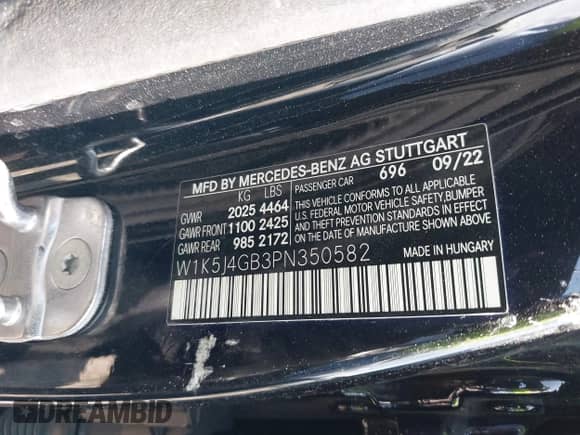 MFD BY MERCEDES-BENZ AG STUTTGART
KG LBS
GVWR 2025 4464
GAWR FRONT 1100 2425
GAWR REAR 985 2172
PASSENGER CAR 696 09/22
THIS VEHICLE CONFORMS TO ALL APPLICABLE
U.S. FEDERAL MOTOR VEHICLE SAFETY, BUMPER
AND THEFT PREVENTION STANDARDS IN EFFECT
ON THE DATE OF MANUFACTURE SHOWN ABOVE.
W1K5J4GB3PN350582
MADE IN HUNGARY
DREAMBID